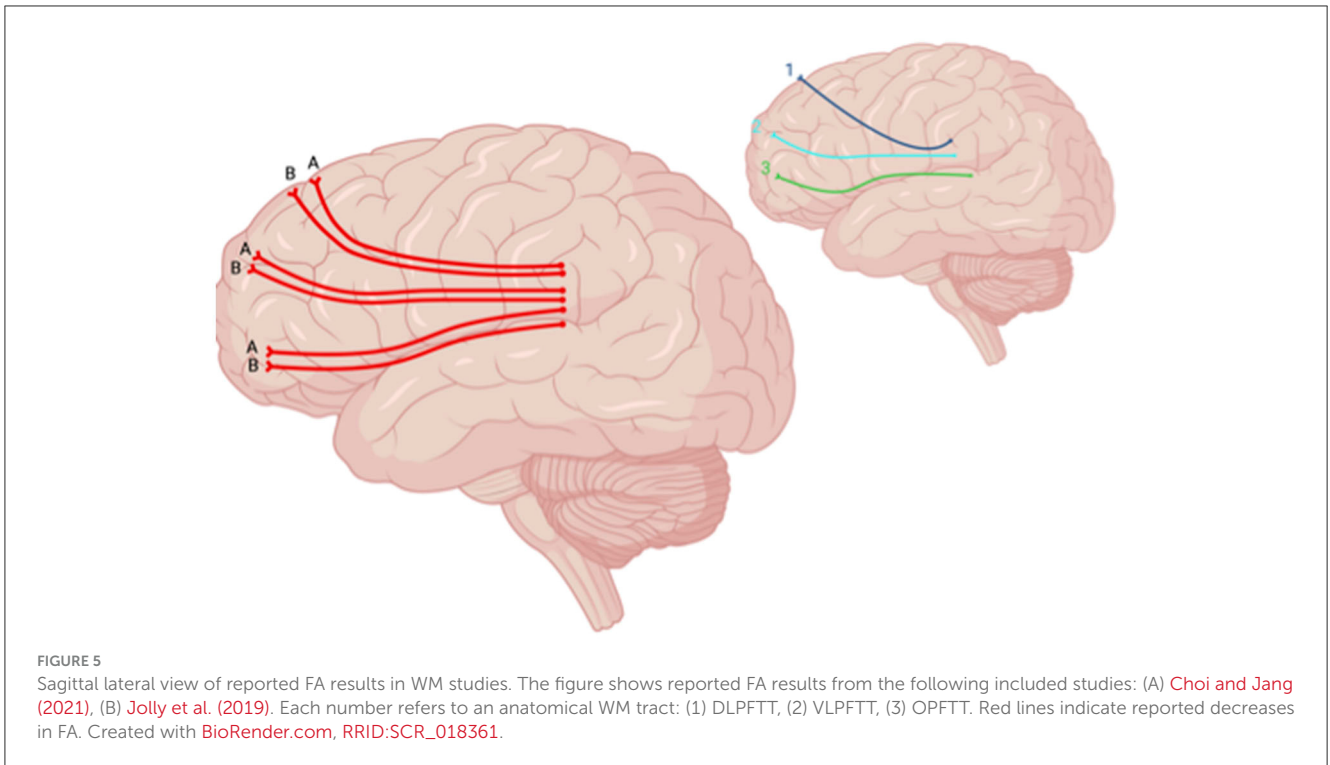 1
2
3
B A
A
B
A
B
FIGURE 5
Sagittal lateral view of reported FA results in WM studies. The figure shows reported FA results from the following included studies: (A) Choi and Jang
(2021), (B) Jolly et al. (2019). Each number refers to an anatomical WM tract: (1) DLPFTT, (2) VLPFTT, (3) OPFTT. Red lines indicate reported decreases
in FA. Created with BioRender.com, RRID:SCR_018361.